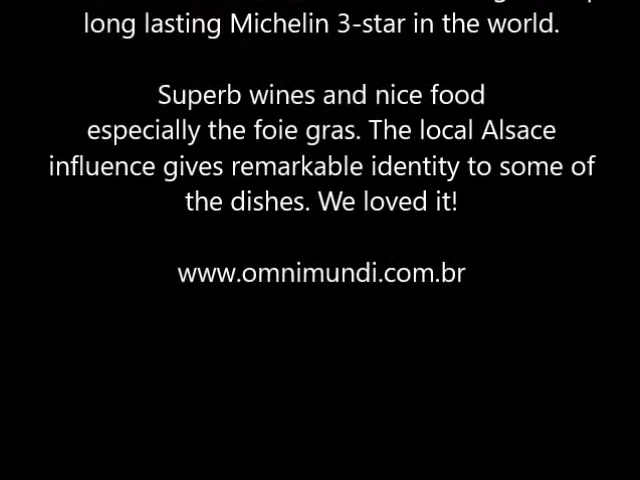 long lasting Michelin 3-star in the world.
Superb wines and nice food
especially the foie gras. The local Alsace
influence gives remarkable identity to some of
the dishes. We loved it!
www.omnimundi.com.br